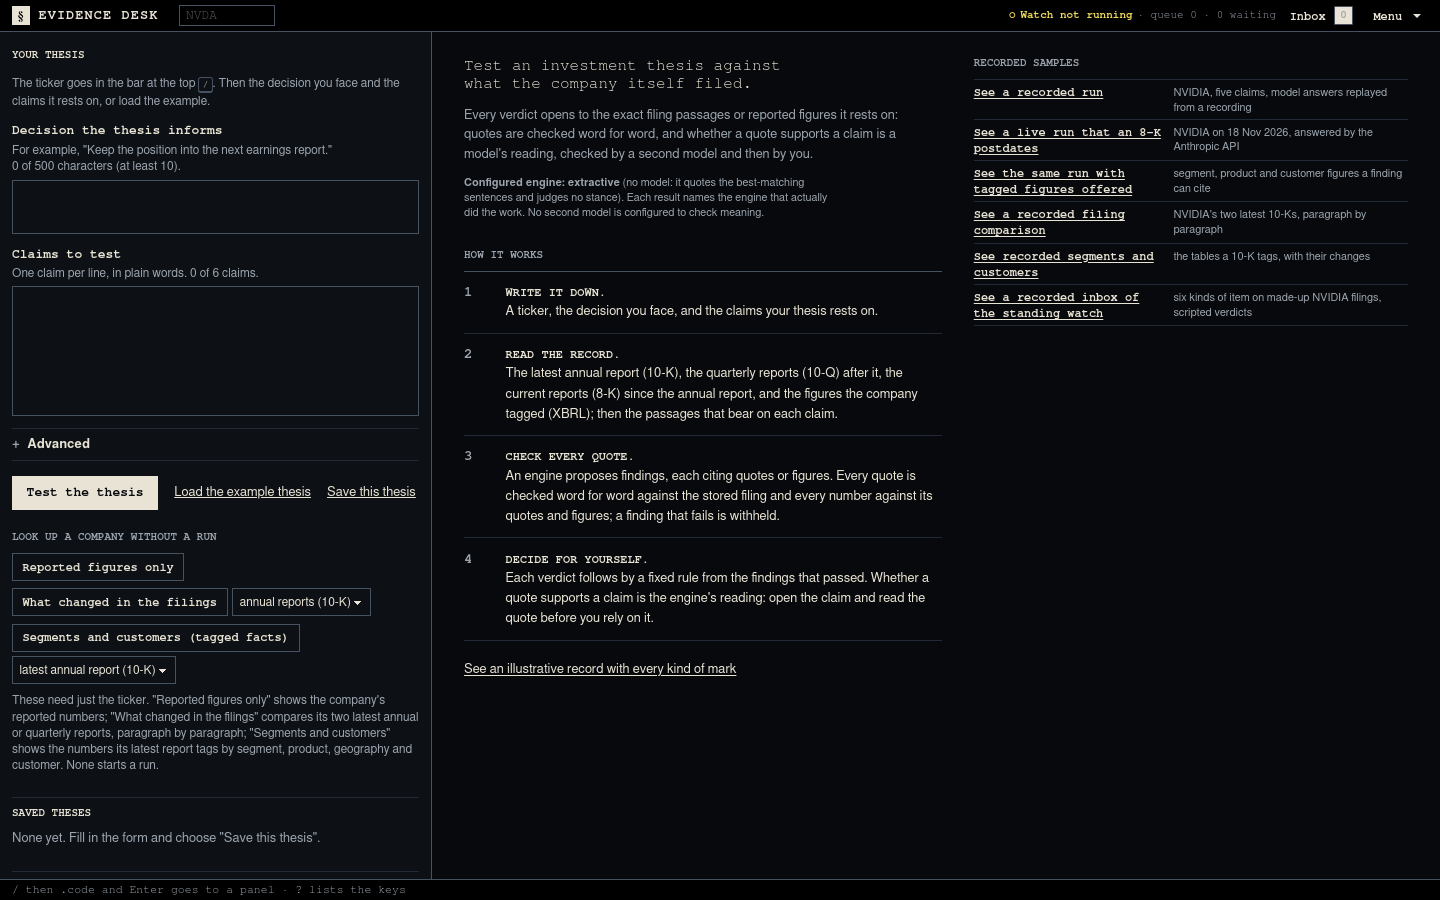 § EVIDENCE DESK NVDA Watch not running · queue 0 · 0 waiting Inbox 0 Menu
YOUR THESIS
The ticker goes in the bar at the top /. Then the decision you face and the
claims it rests on, or load the example.
Decision the thesis informs
For example, "Keep the position into the next earnings report."
0 of 500 characters (at least 10).
Claims to test
One claim per line, in plain words. 0 of 6 claims.
+ Advanced
Test the thesis Load the example thesis Save this thesis
LOOK UP A COMPANY WITHOUT A RUN
Reported figures only
What changed in the filings annual reports (10-K)
Segments and customers (tagged facts)
latest annual report (10-K)
These need just the ticker. "Reported figures only" shows the company's
reported numbers; "What changed in the filings" compares its two latest annual
or quarterly reports, paragraph by paragraph; "Segments and customers"
shows the numbers its latest report tags by segment, product, geography and
customer. None starts a run.
SAVED THESES
None yet. Fill in the form and choose "Save this thesis".
Test an investment thesis against
what the company itself filed.
Every verdict opens to the exact filing passages or reported figures it rests on:
quotes are checked word for word, and whether a quote supports a claim is a
model's reading, checked by a second model and then by you.
Configured engine: extractive (no model: it quotes the best-matching
sentences and judges no stance). Each result names the engine that actually
did the work. No second model is configured to check meaning.
HOW IT WORKS
1 WRITE IT DOWN.
A ticker, the decision you face, and the claims your thesis rests on.
2 READ THE RECORD.
The latest annual report (10-K), the quarterly reports (10-Q) after it, the
current reports (8-K) since the annual report, and the figures the company
tagged (XBRL); then the passages that bear on each claim.
3 CHECK EVERY QUOTE.
An engine proposes findings, each citing quotes or figures. Every quote is
checked word for word against the stored filing and every number against its
quotes and figures; a finding that fails is withheld.
4 DECIDE FOR YOURSELF.
Each verdict follows by a fixed rule from the findings that passed. Whether a
quote supports a claim is the engine's reading: open the claim and read the
quote before you rely on it.
See an illustrative record with every kind of mark
RECORDED SAMPLES
See a recorded run NVIDIA, five claims, model answers replayed
from a recording
See a live run that an 8-K NVIDIA on 18 Nov 2026, answered by the
postdates Anthropic API
See the same run with segment, product and customer figures a finding
tagged figures offered can cite
See a recorded filing NVIDIA's two latest 10-Ks, paragraph by
comparison paragraph
See recorded segments and the tables a 10-K tags, with their changes
customers
See a recorded inbox of six kinds of item on made-up NVIDIA filings,
the standing watch scripted verdicts
/ then .code and Enter goes to a panel · ? lists the keys